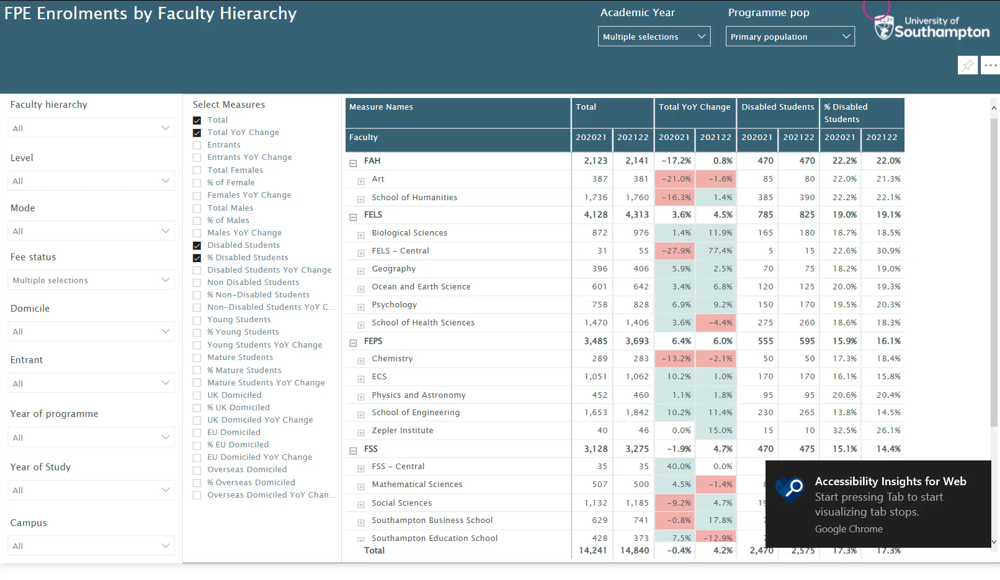 FPE Enrolments by Faculty Hierarchy
Academic Year
Programme pop
Multiple selections
Primary population
University of
Southampton
Faculty hierarchy
All
Level
All
Mode
All
Fee status
Multiple selections
Domicile
All
Entrant
All
Year of programme
All
Year of Study
All
Campus
All
Select Measures
Total
Total YoY Change
Entrants
Entrants YoY Change
Total Females
% of Female
Females YoY Change
Total Males
% of Males
Males YoY Change
Disabled Students
% Disabled Students
Disabled Students YoY Change
Non Disabled Students
% Non-Disabled Students
Non-Disabled Students YoY C...
Young Students
% Young Students
Young Students YoY Change
Mature Students
% Mature Students
Mature Students YoY Change
UK Domiciled
% UK Domiciled
UK Domiciled YoY Change
EU Domiciled
% EU Domiciled
EU Domiciled YoY Change
Overseas Domiciled
% Overseas Domiciled
Overseas Domiciled YoY Chan...
Measure Names Total Total YoY Change Disabled Students % Disabled
Students
Faculty 202021 202122 202021 202122 202021 202122 202021 202122
FAH 2,123 2,141 -17.2% 0.8% 470 470 22.2% 22.0%
Art 387 381 -21.0% -1.6% 85 80 22.0% 21.3%
School of Humanities 1,736 1,760 -16.3% 1.4% 385 390 22.2% 22.1%
FELS 4,128 4,313 3.6% 4.5% 785 825 19.0% 19.1%
Biological Sciences 872 976 1.4% 11.9% 165 180 18.7% 18.5%
FELS - Central 31 55 -27.9% 77.4% 5 15 22.6% 30.9%
Geography 396 406 5.9% 2.5% 70 75 18.2% 19.0%
Ocean and Earth Science 601 642 3.4% 6.8% 120 125 20.0% 19.3%
Psychology 758 828 6.9% 9.2% 150 170 19.5% 20.3%
School of Health Sciences 1,470 1,406 3.6% -4.4% 275 260 18.6% 18.3%
FEPS 3,485 3,693 6.4% 6.0% 555 595 15.9% 16.1%
Chemistry 289 283 -13.2% -2.1% 50 50 17.3% 18.4%
ECS 1,051 1,062 10.2% 1.0% 170 170 16.1% 15.8%
Physics and Astronomy 452 460 1.1% 1.8% 95 95 20.6% 20.4%
School of Engineering 1,653 1,842 10.2% 11.4% 230 265 13.8% 14.5%
Zepler Institute 40 46 0.0% 15.0% 15 10 32.5% 26.1%
FSS 3,128 3,275 -1.9% 4.7% 470 475 15.1% 14.4%
FSS - Central 35 35 40.0% 0.0%
Mathematical Sciences 507 500 4.5% -1.4%
Social Sciences 1,132 1,185 -9.2% 4.7%
Southampton Business School 629 741 -0.8% 17.8%
Southampton Education School 428 373 7.5% -12.9%
Total 14,241 14,840 -0.4% 4.2% 2,470 2,575 17.3% 17.3%
Accessibility Insights for Web
Start pressing Tab to start
visualizing tab stops.
Google Chrome